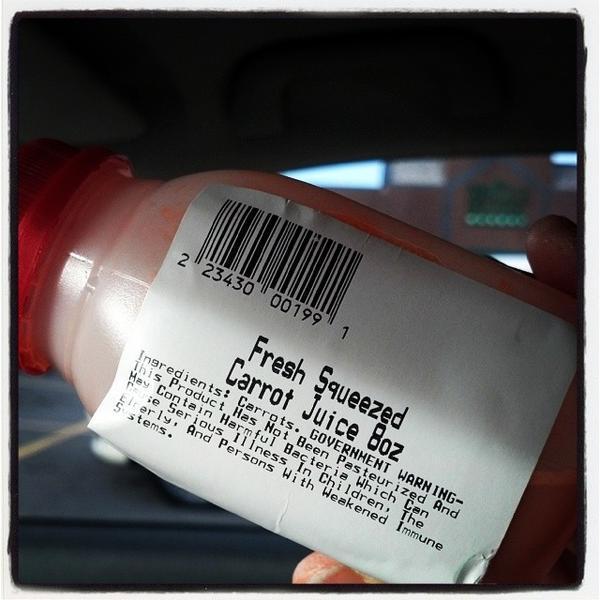 2 23430 00199 1
Fresh Squeezed
Carrot Juice 8oz
Ingredients: Carrots. GOVERNMENT WARNING-
This Product Has Not Been Pasteurized And
May Contain Harmful Bacteria Which Can
Cause Serious Illness In Children, The
Elderly, And Persons With Weakened Immune
Systems.